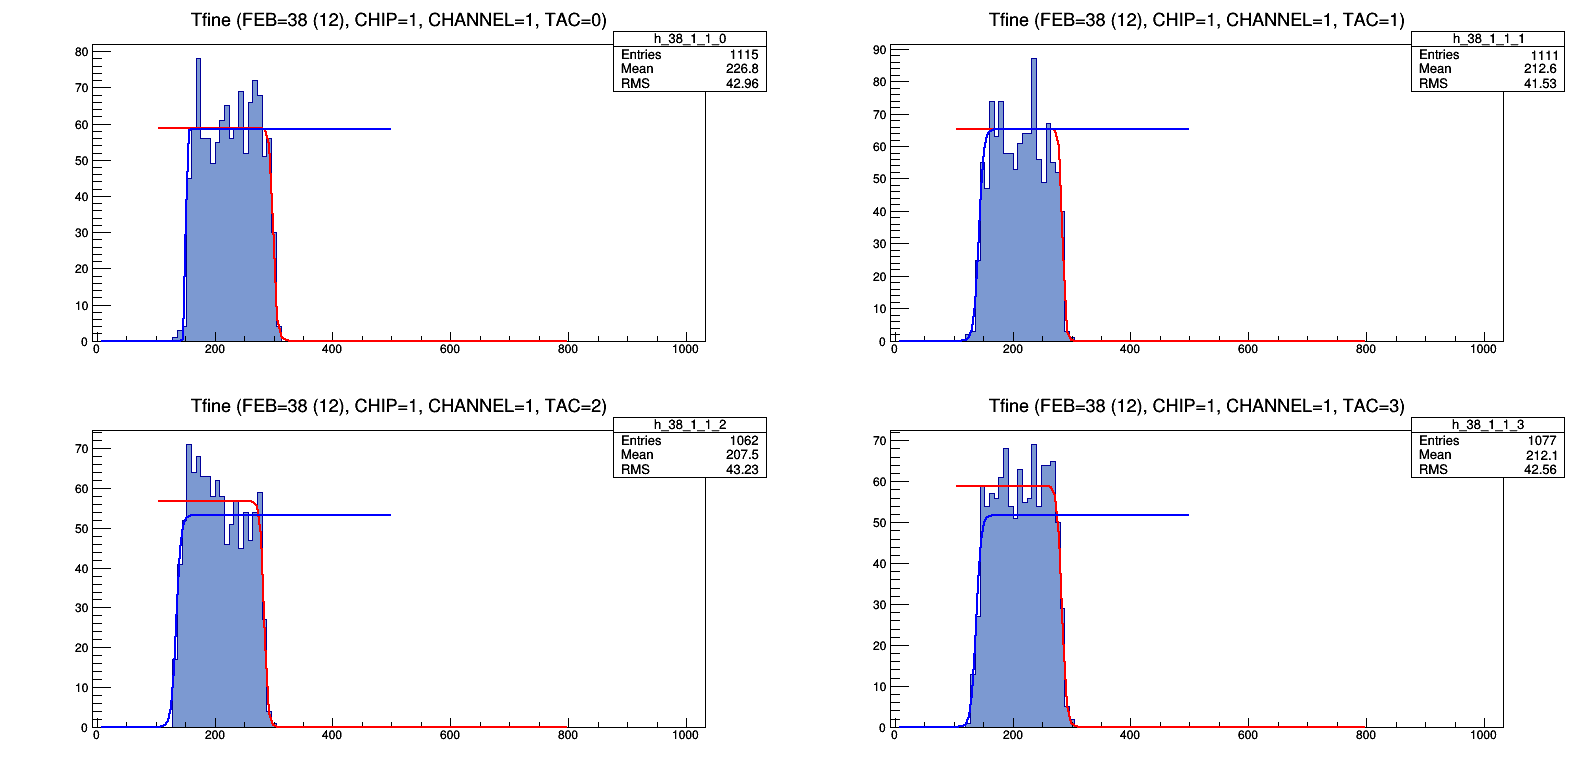 Tfine (FEB=38 (12), CHIP=1, CHANNEL=1, TAC=0)
h_38_1_1_0
Entries 1115
Mean 226.8
RMS 42.96
80
70
60
50
40
30
20
10
0
0 200 400 600 800 1000
Tfine (FEB=38 (12), CHIP=1, CHANNEL=1, TAC=1)
h_38_1_1_1
Entries 1111
Mean 212.6
RMS 41.53
90
80
70
60
50
40
30
20
10
0
0 200 400 600 800 1000
Tfine (FEB=38 (12), CHIP=1, CHANNEL=1, TAC=2)
h_38_1_1_2
Entries 1062
Mean 207.5
RMS 43.23
70
60
50
40
30
20
10
0
0 200 400 600 800 1000
Tfine (FEB=38 (12), CHIP=1, CHANNEL=1, TAC=3)
h_38_1_1_3
Entries 1077
Mean 212.1
RMS 42.56
70
60
50
40
30
20
10
0
0 200 400 600 800 1000